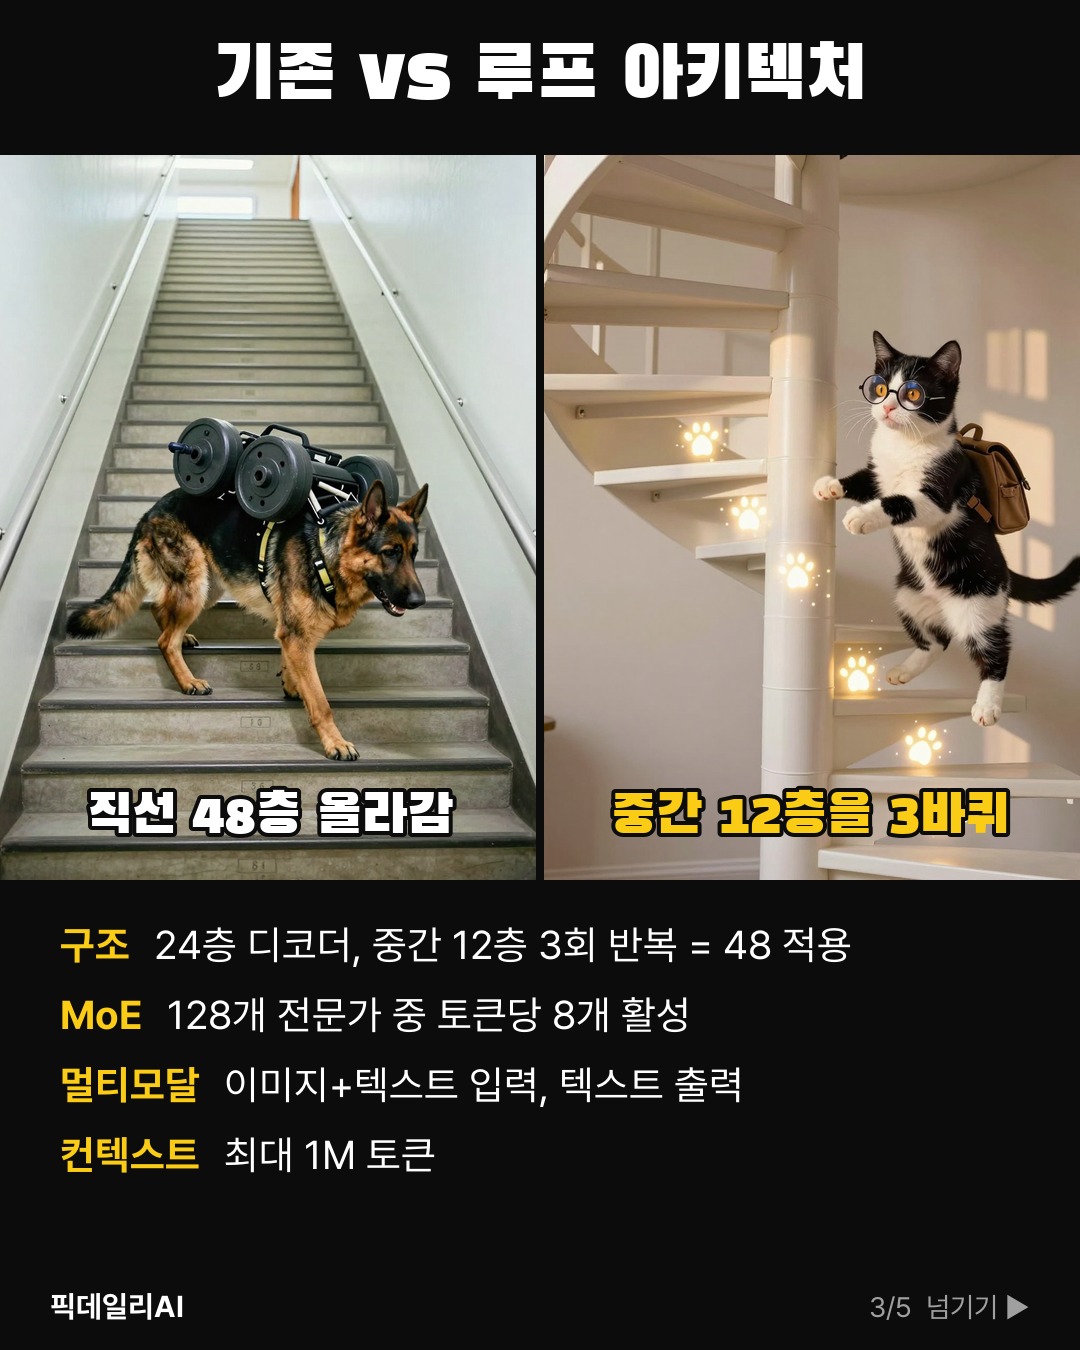 기존 vs 루프 아키텍처
직선 48층 올라감
중간 12층을 3바퀴
구조 24층 디코더, 중간 12층 3회 반복 = 48 적용
MoE 128개 전문가 중 토큰당 8개 활성
멀티모달 이미지+텍스트 입력, 텍스트 출력
컨텍스트 최대 1M 토큰
픽데일리AI
3/5 넘기기 ▶